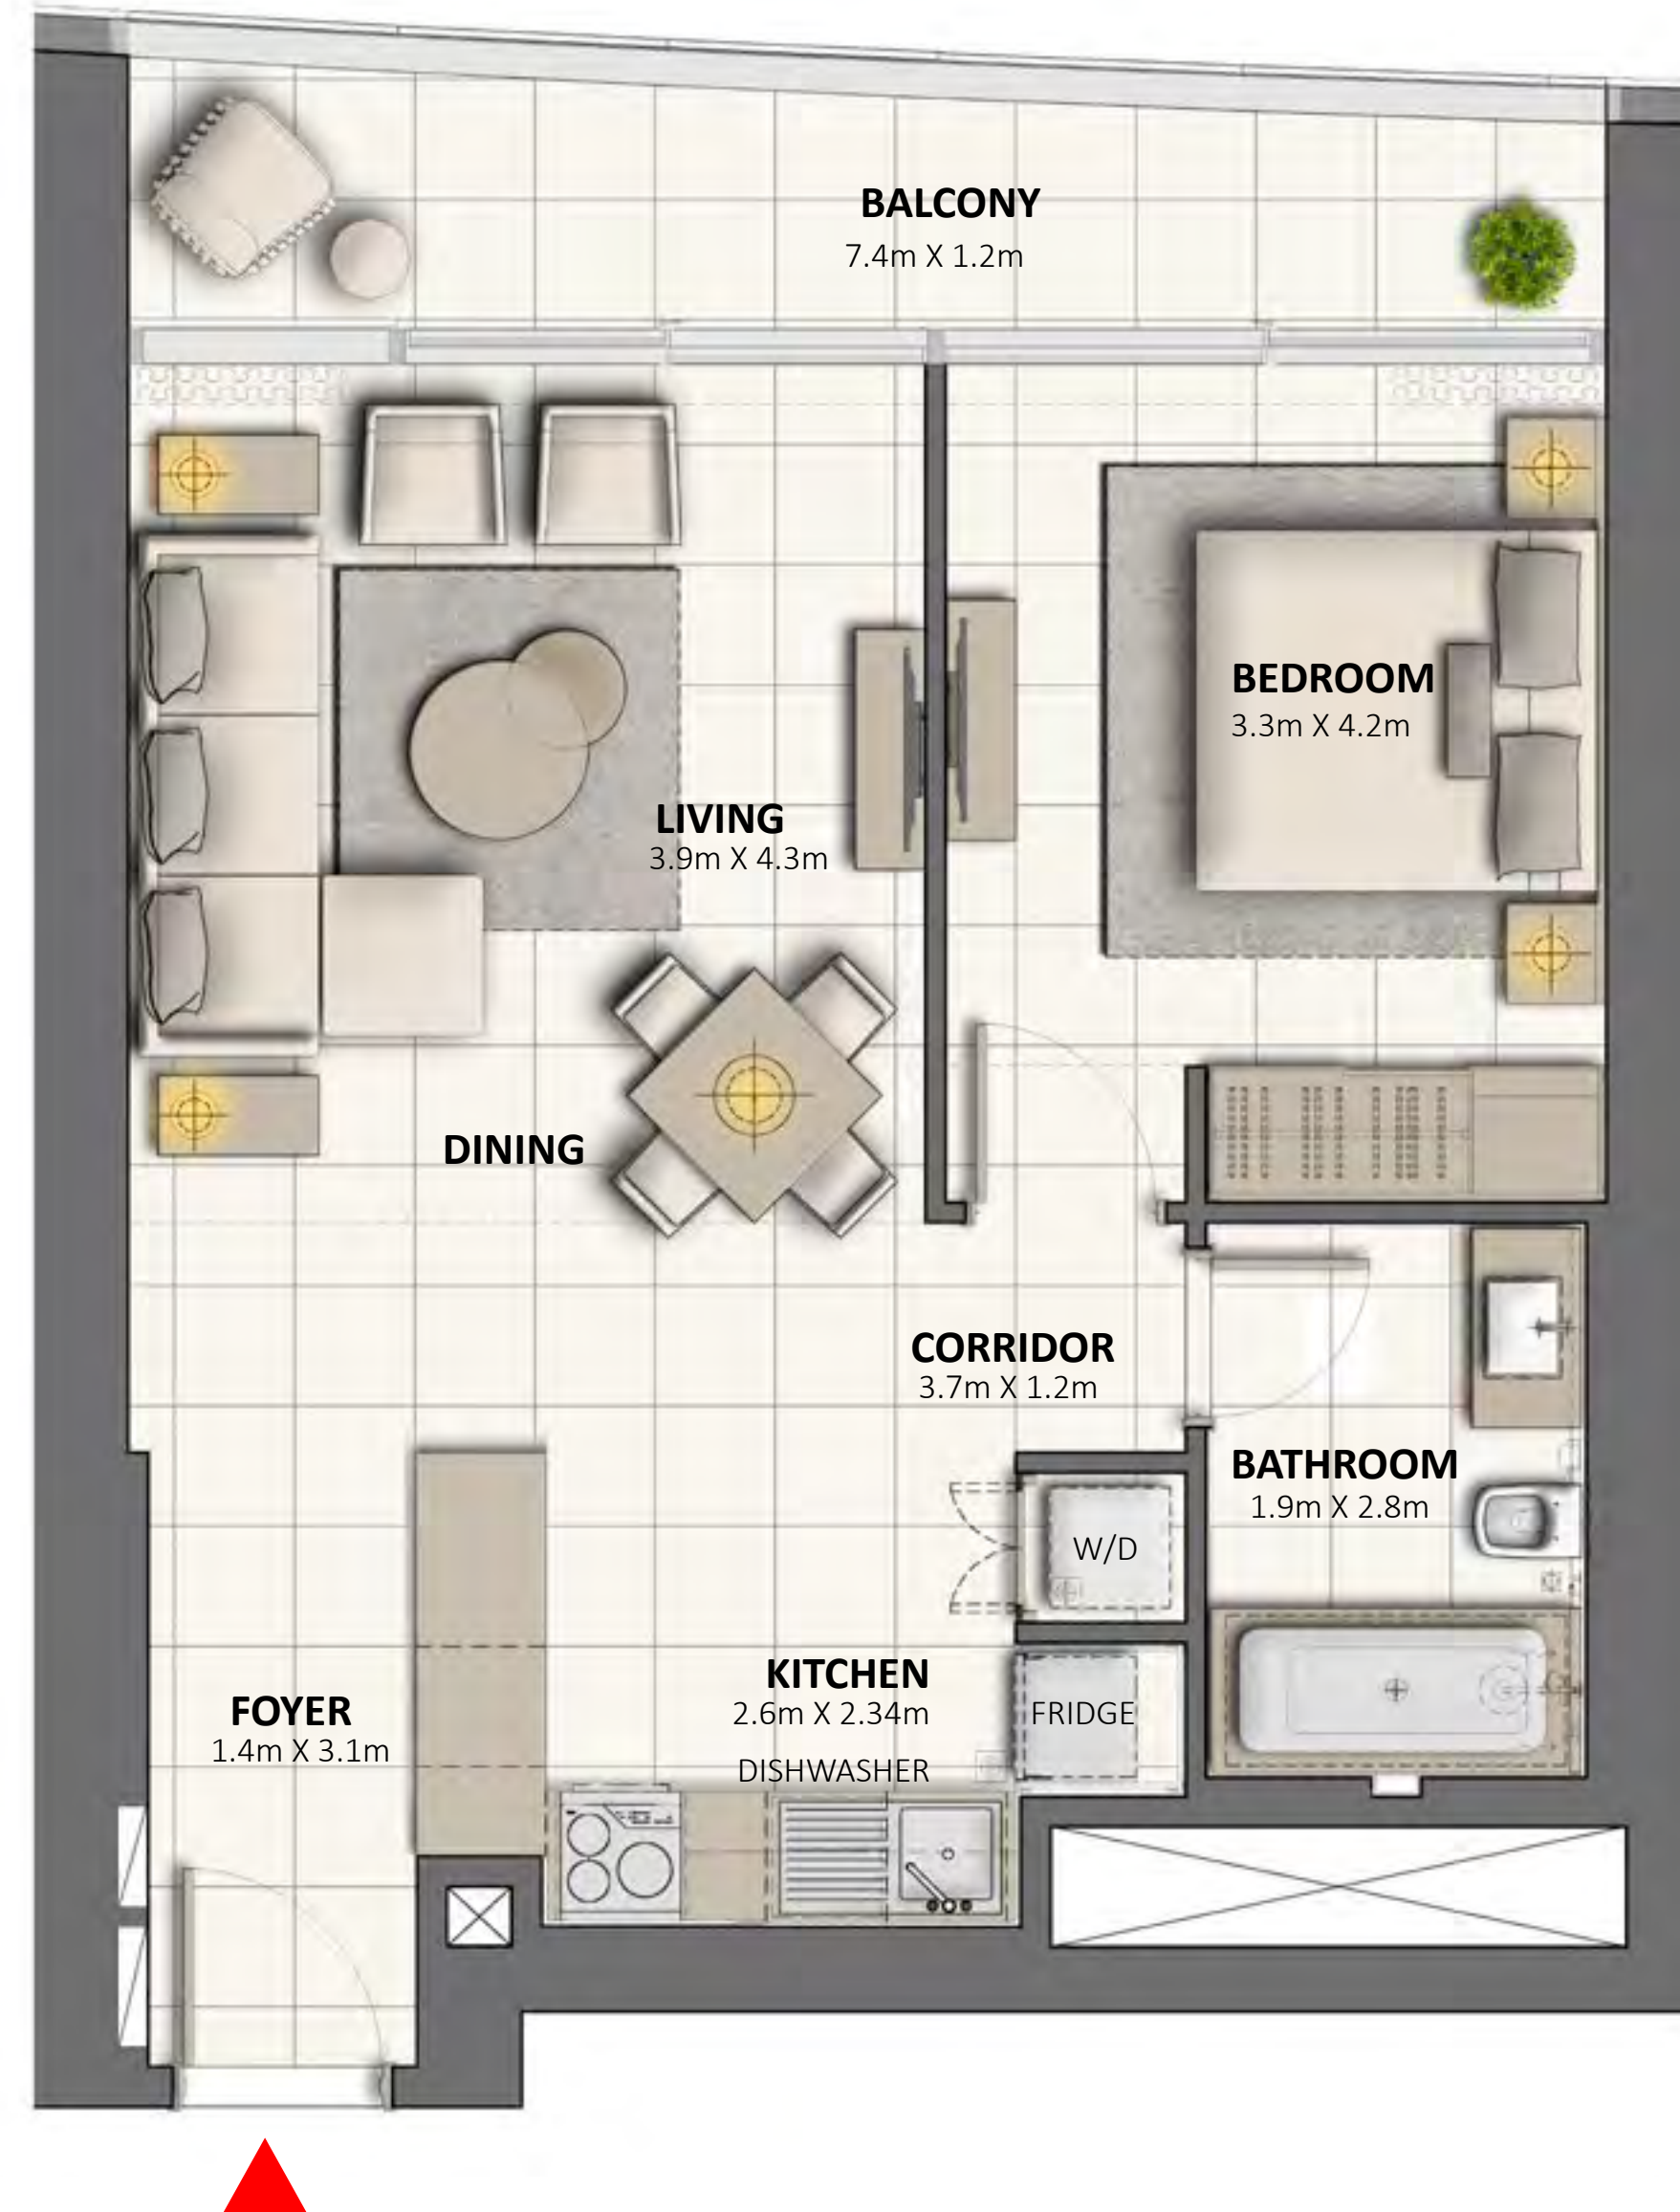 BALCONY
7.4m X 1.2m
BEDROOM
3.3m X 4.2m
LIVING
3.9m X 4.3m
DINING
CORRIDOR
3.7m X 1.2m
BATHROOM
1.9m X 2.8m
W/D
KITCHEN
2.6m X 2.34m
FRIDGE
DISHWASHER
FOYER
1.4m X 3.1m